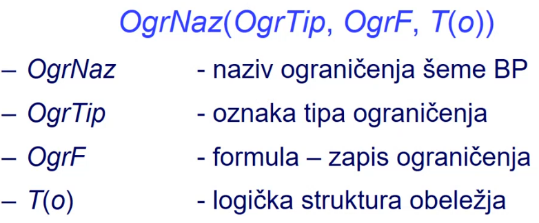 OgrNaz(OgrTip, OgrF, T(o))
– OgrNaz - naziv ograničenja šeme BP
– OgrTip - oznaka tipa ograničenja
– OgrF - formula – zapis ograničenja
– T(o) - logička struktura obeležja